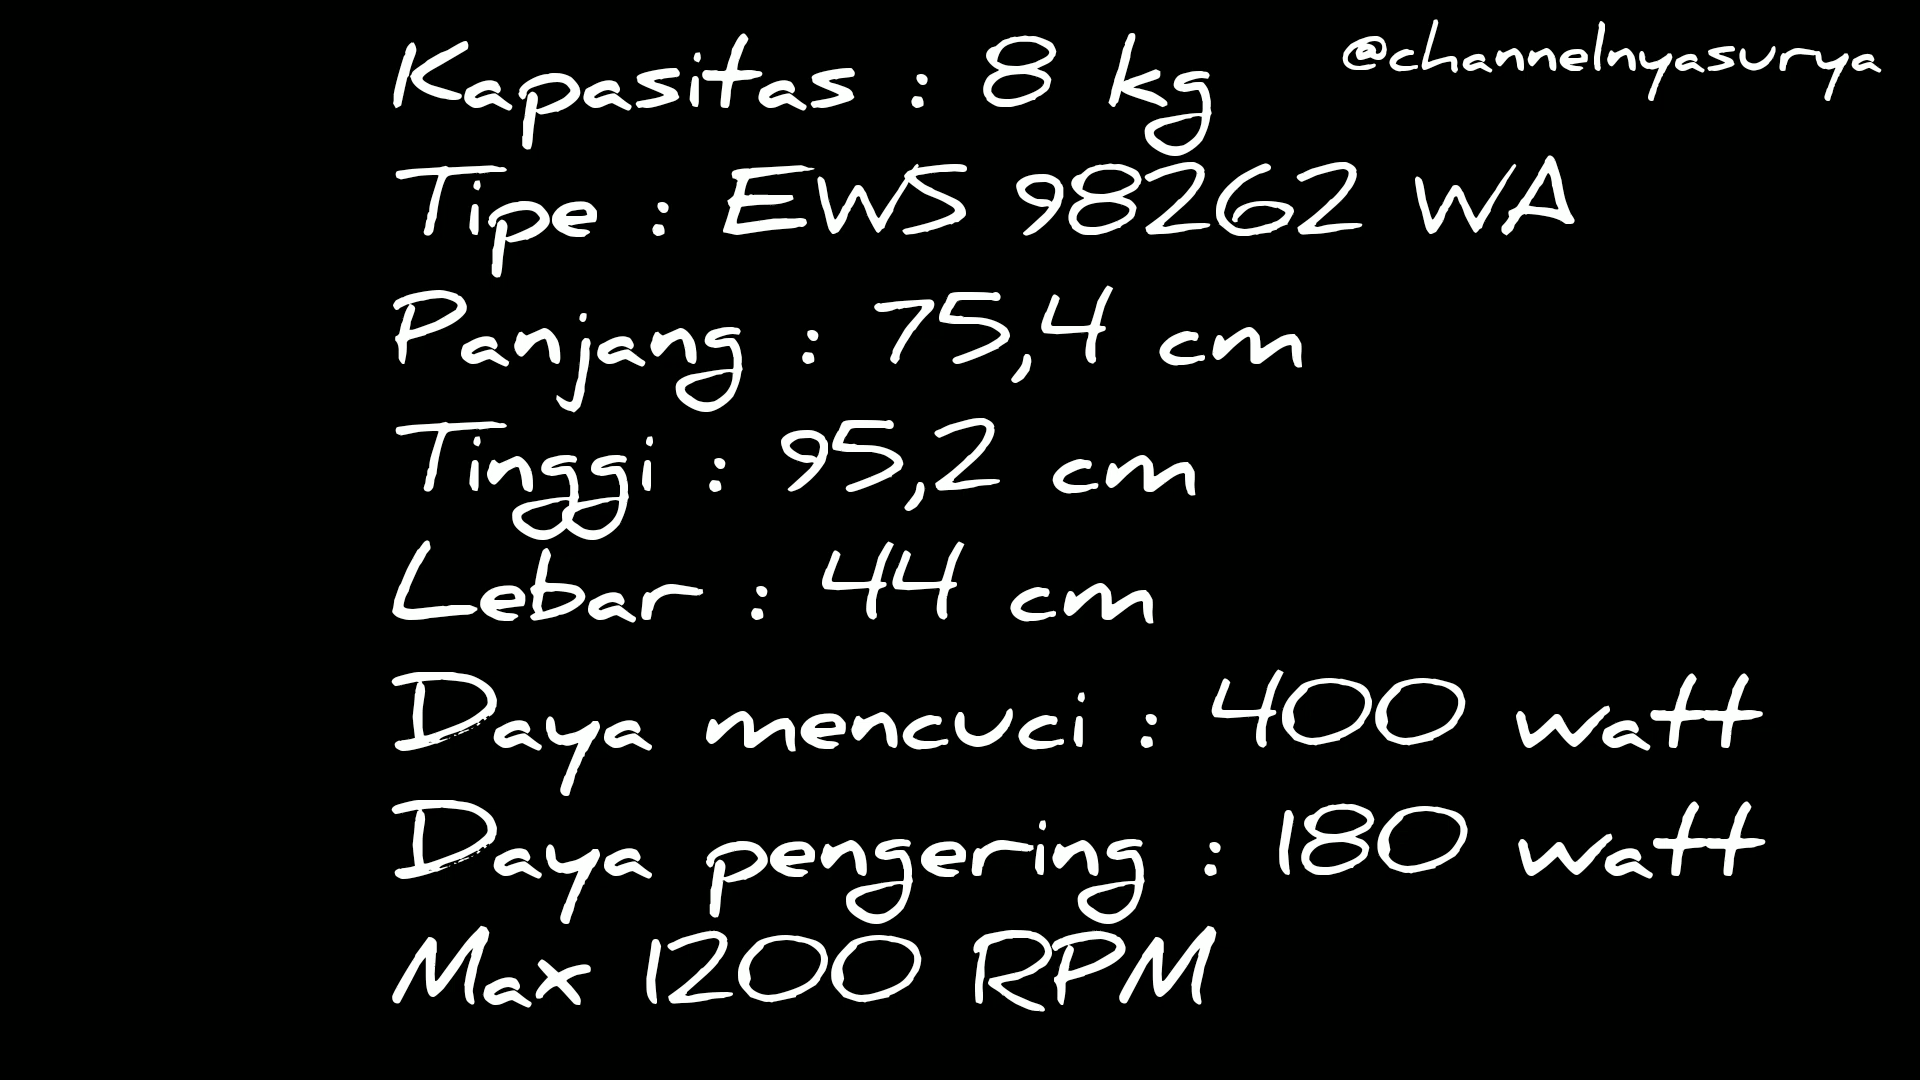 Kapasitas : 8 kg
@channelnyasurya
Tipe : EWS 98262 WA
Panjang : 75,4 cm
Tinggi : 95,2 cm
Lebar : 44 cm
Daya mencuci : 400 watt
Daya pengering : 180 watt
Max 1200 RPM